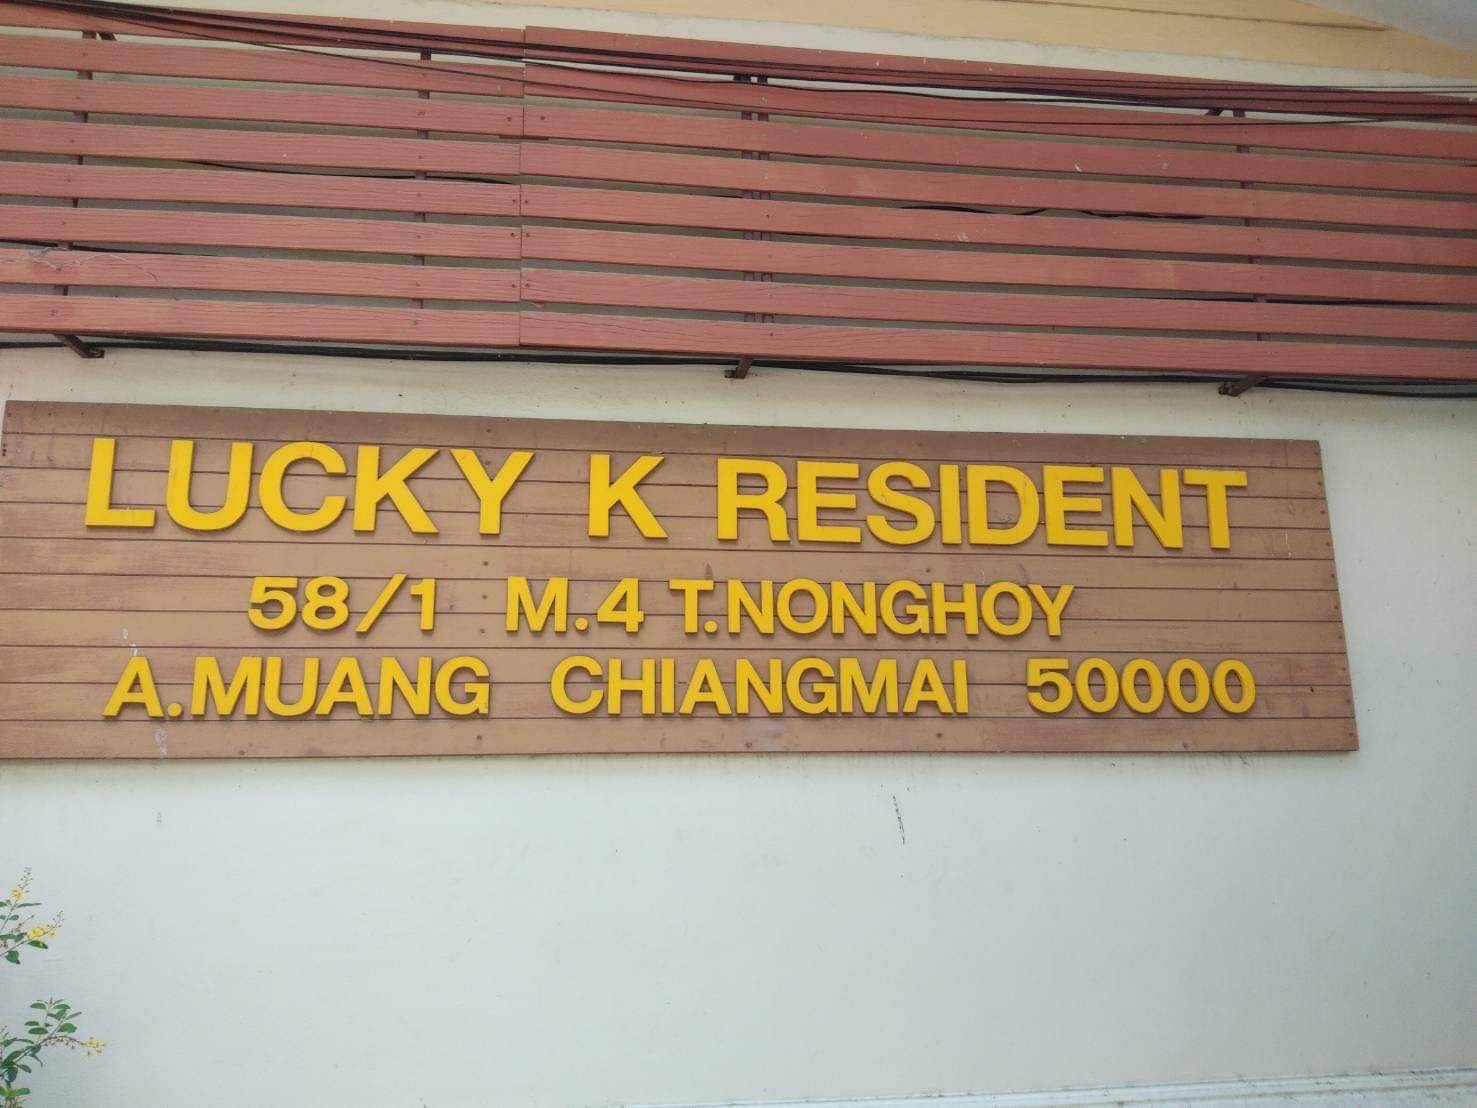 LUCKY K RESIDENT
58/1 M.4 T.NONGHOY
A.MUANG CHIANGMAI 50000